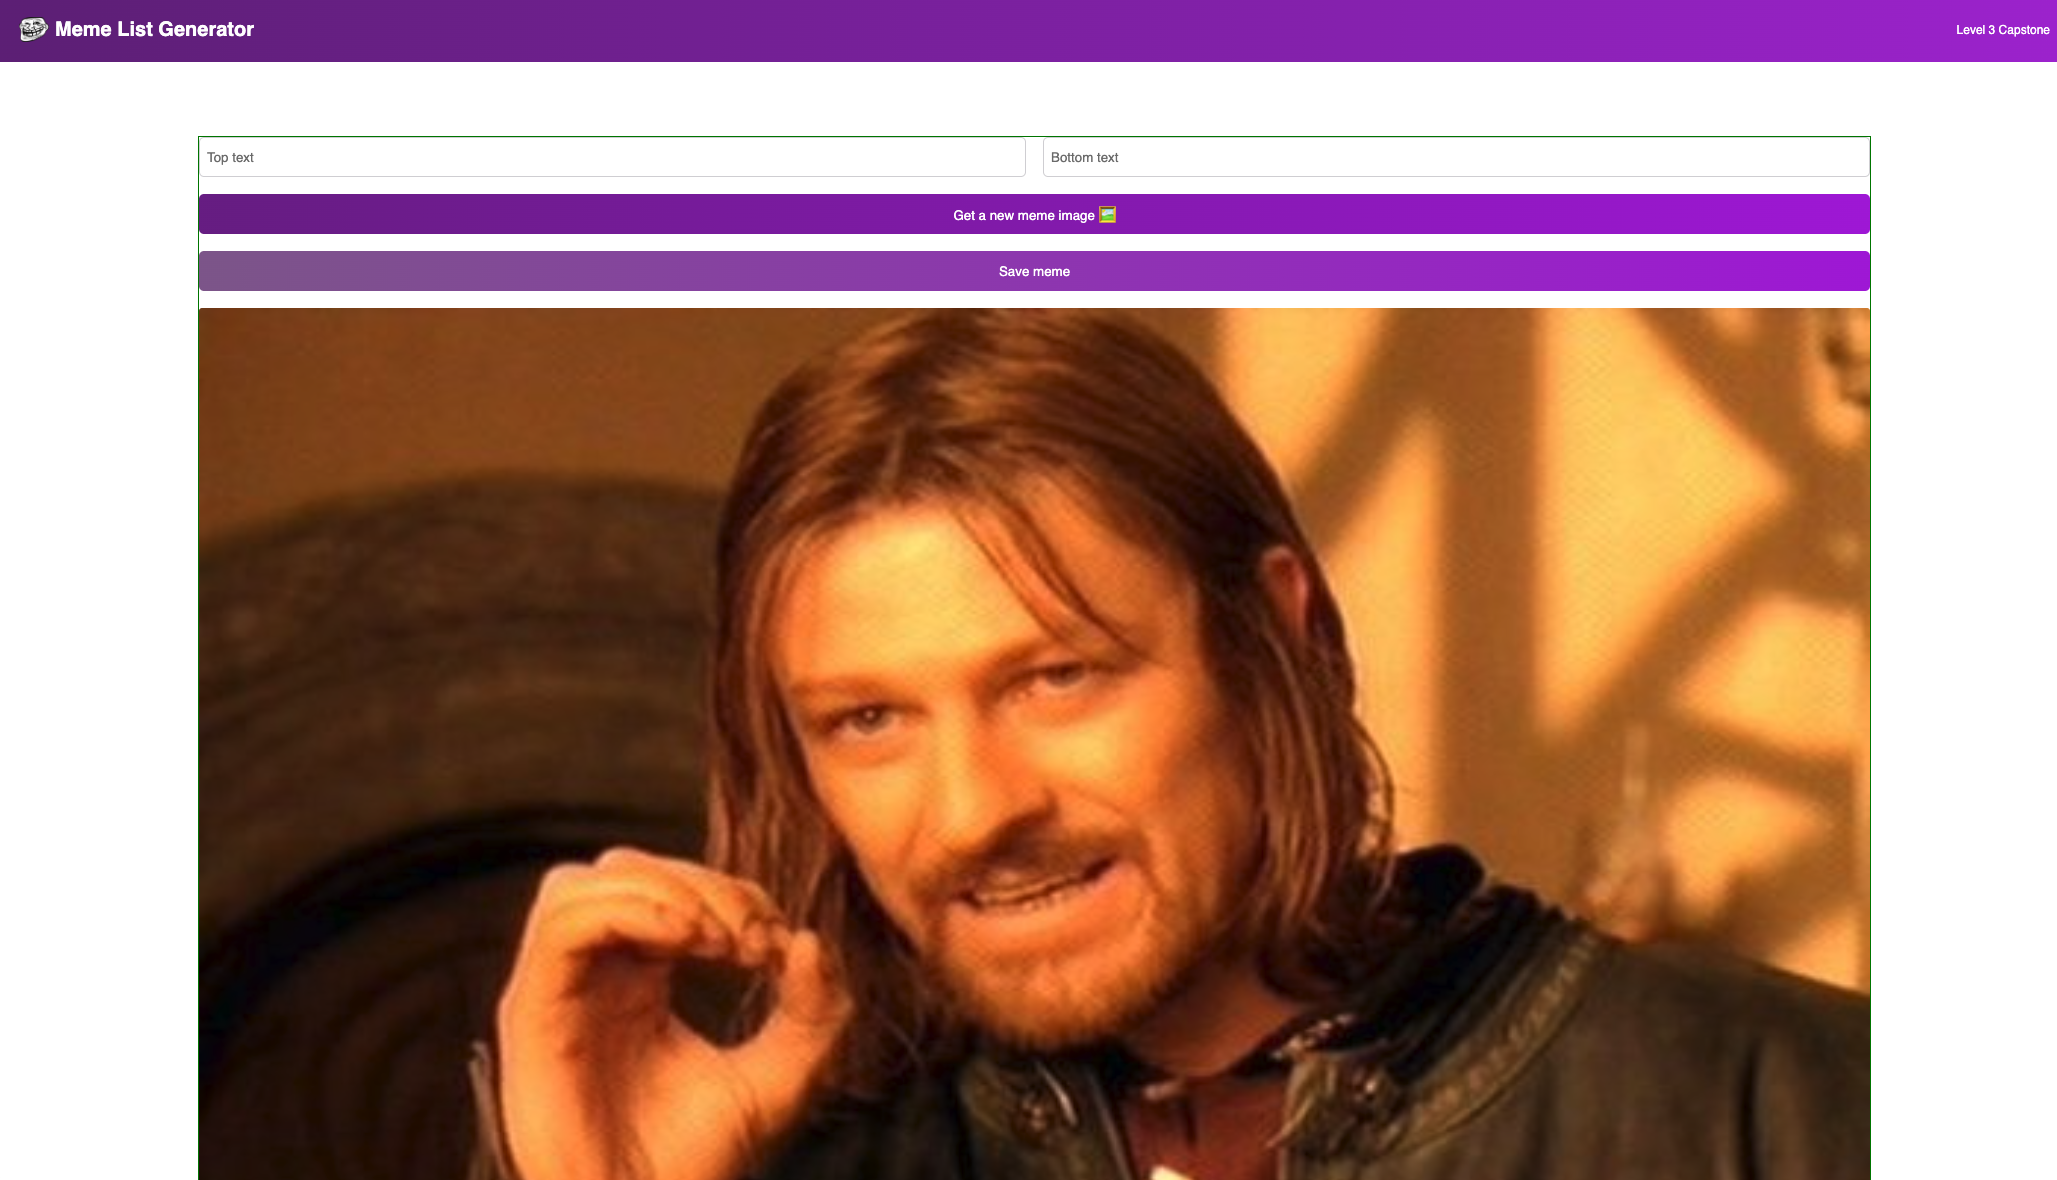 Meme List Generator
Level 3 Capstone
Top text
Bottom text
Get a new meme image
Save meme